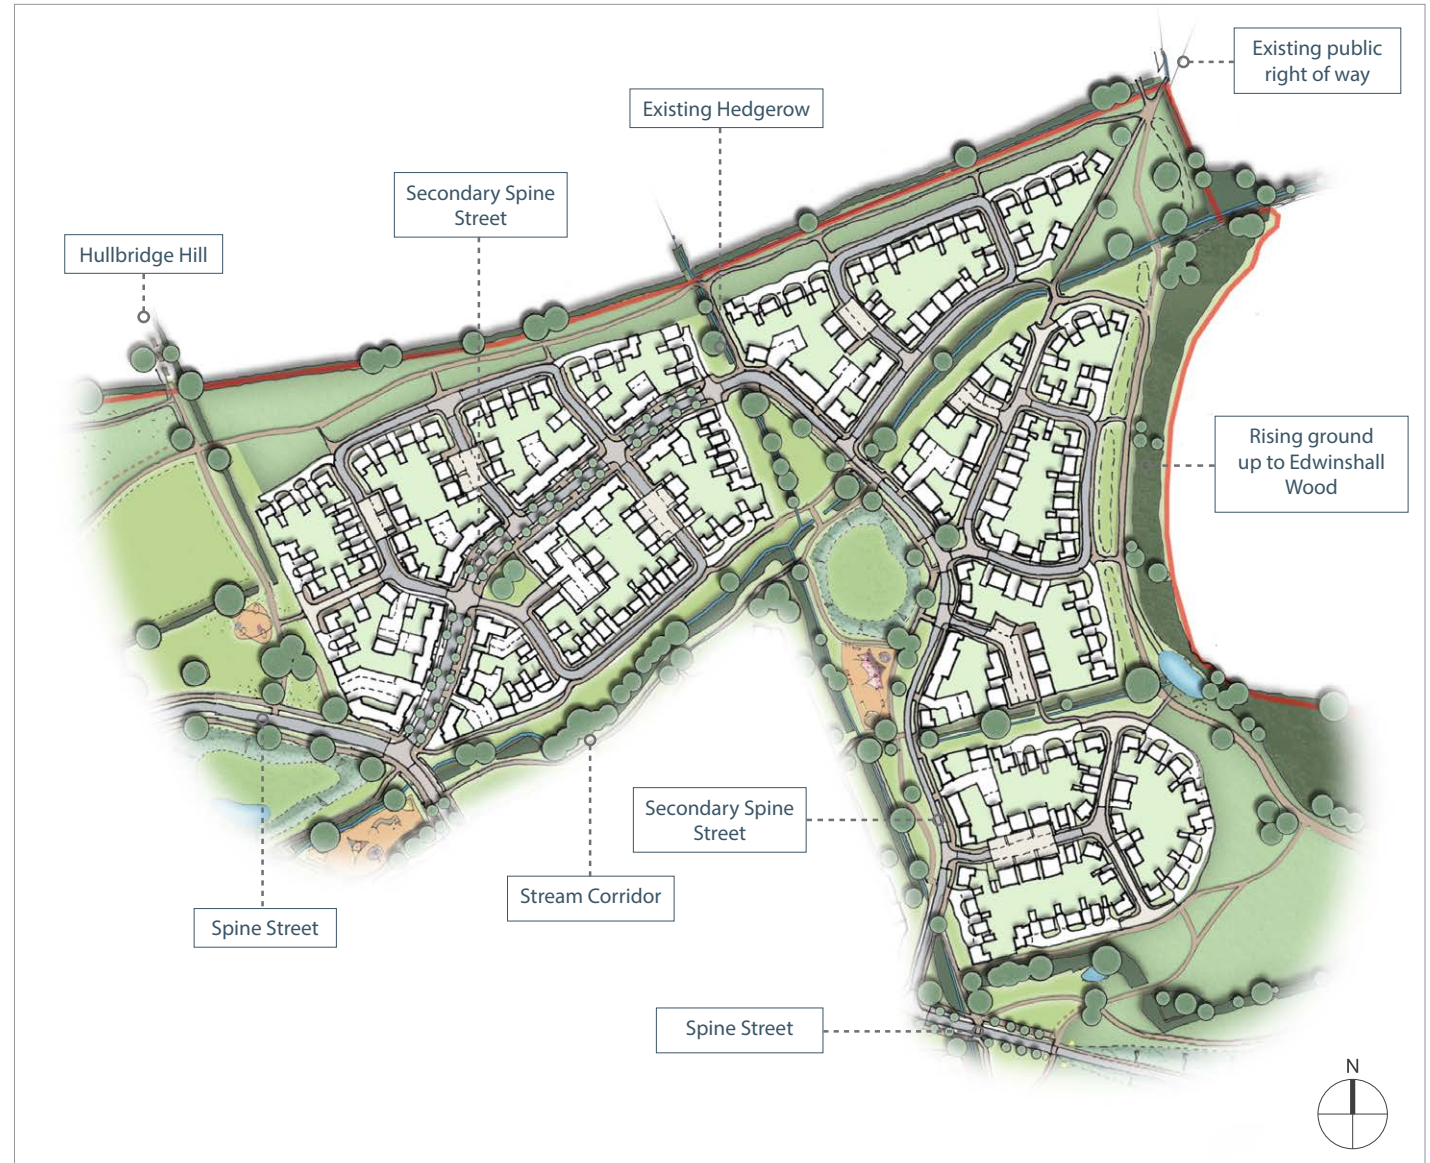 Existing public
right of way
Existing Hedgerow
Secondary Spine
Street
Hullbridge Hill
Rising ground
up to Edwinshall
Wood
Secondary Spine
Street
Stream Corridor
Spine Street
Spine Street
N